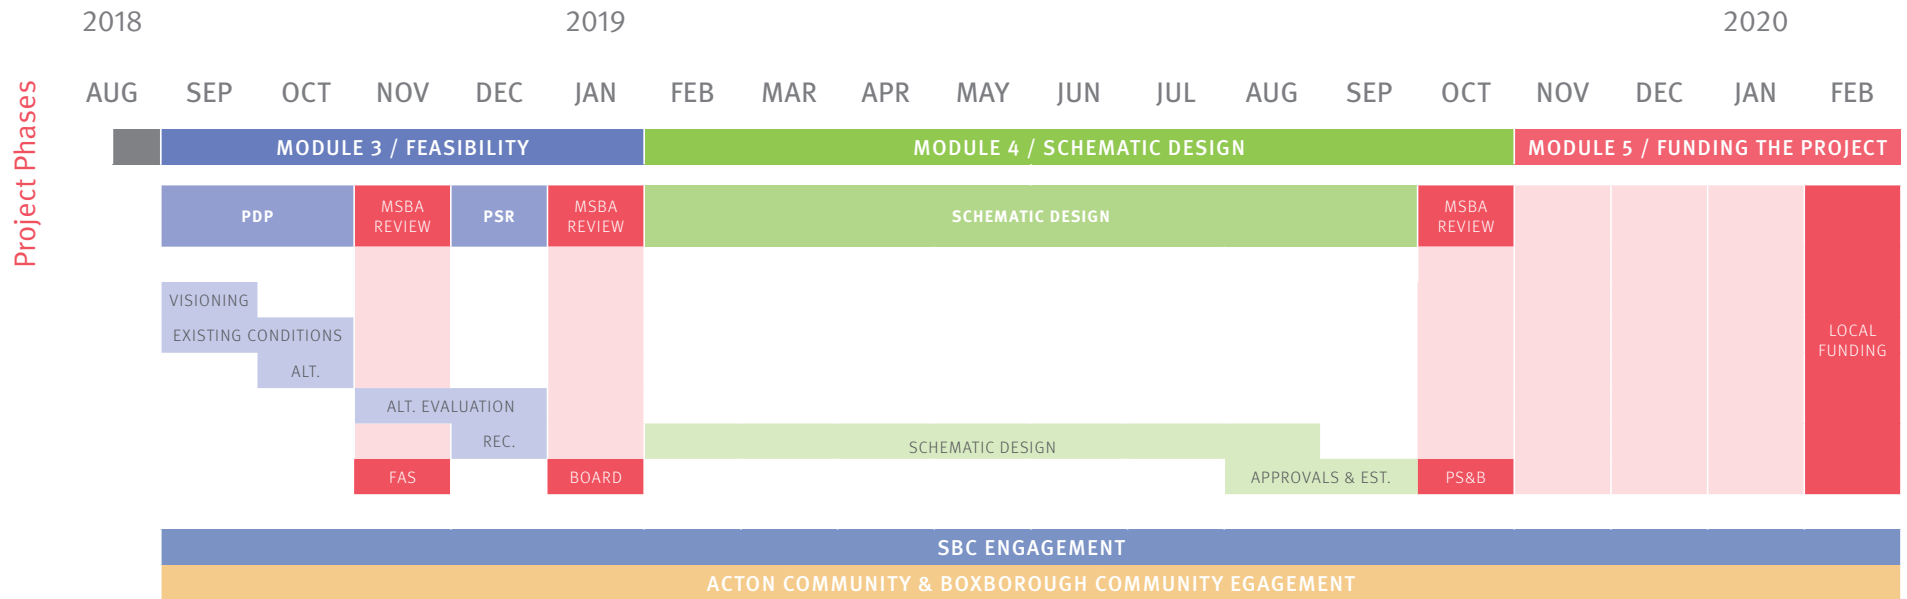 2018 2019 2020
Project Phases
AUG SEP OCT NOV DEC JAN FEB MAR APR MAY JUN JUL AUG SEP OCT NOV DEC JAN FEB
MODULE 3 / FEASIBILITY MODULE 4 / SCHEMATIC DESIGN MODULE 5 / FUNDING THE PROJECT
PDP
MSBA
REVIEW
PSR
MSBA
REVIEW
SCHEMATIC DESIGN
MSBA
REVIEW
VISIONING
EXISTING CONDITIONS
ALT.
ALT. EVALUATION
REC.
SCHEMATIC DESIGN
LOCAL
FUNDING
FAS BOARD APPROVALS & EST. PS&B
SBC ENGAGEMENT
ACTON COMMUNITY & BOXBOROUGH COMMUNITY EGAGEMENT